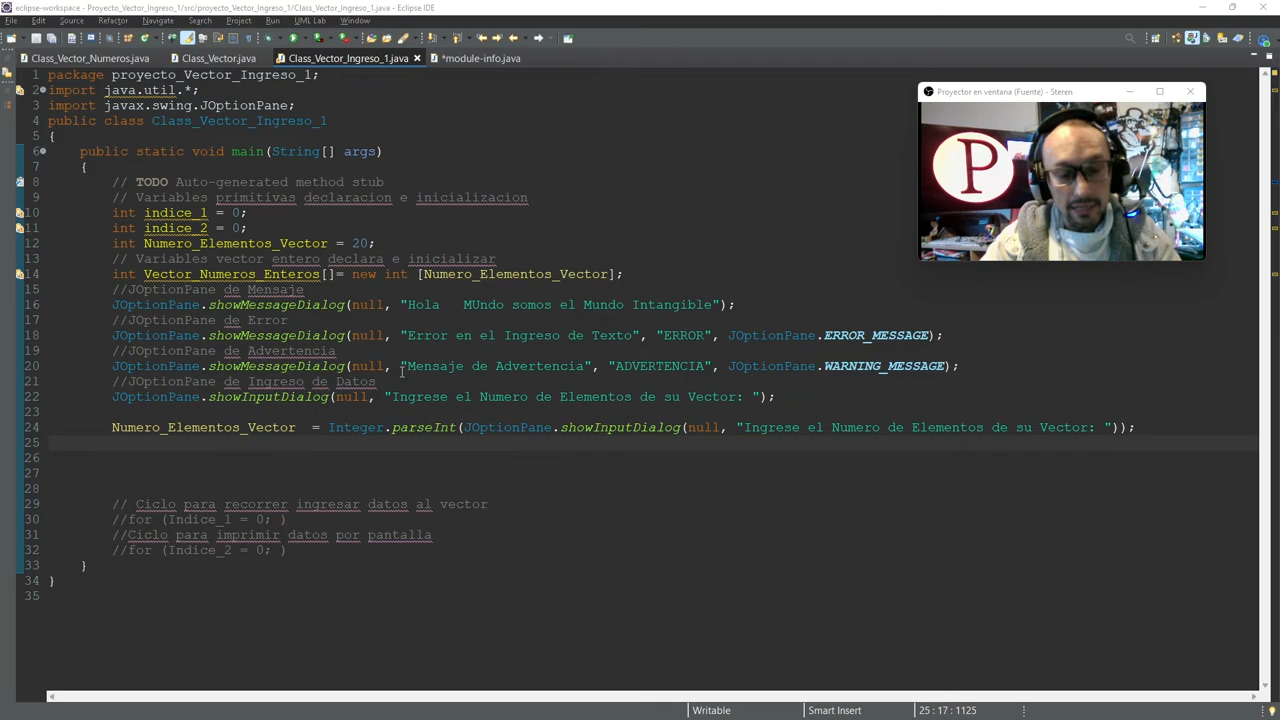 eclipse-workspace - Proyecto_Vector_Ingreso_1/src/proyecto_Vector_Ingreso_1/Class_Vector_Ingreso_1.java - Eclipse IDE
File Edit Source Refactor Navigate Search Project Run UML Lab Window
Class_Vector_Numeros.java Class_Vector.java Class_Vector_Ingreso_1.java *module-info.java
1 package proyecto_Vector_Ingreso_1;
2 import java.util.*;
3 import javax.swing.JOptionPane;
4 public class Class_Vector_Ingreso_1
5 {
6 public static void main(String[] args)
7 {
8 // TODO Auto-generated method stub
9 // Variables primitivas declaracion e inicializacion
10 int indice_1 = 0;
11 int indice_2 = 0;
12 int Numero_Elementos_Vector = 20;
13 // Variables vector entero declara e inicializar
14 int Vector_Numeros_Enteros[]= new int [Numero_Elementos_Vector];
15 //JOptionPane de Mensaje
16 JOptionPane.showMessageDialog(null, "Hola   MUndo somos el Mundo Intangible");
17 //JOptionPane de Error
18 JOptionPane.showMessageDialog(null, "Error en el Ingreso de Texto", "ERROR", JOptionPane.ERROR_MESSAGE);
19 //JOptionPane de Advertencia
20 JOptionPane.showMessageDialog(null, "Mensaje de Advertencia", "ADVERTENCIA", JOptionPane.WARNING_MESSAGE);
21 //JOptionPane de Ingreso de Datos
22 JOptionPane.showInputDialog(null, "Ingrese el Numero de Elementos de su Vector: ");
23
24 Numero_Elementos_Vector  = Integer.parseInt(JOptionPane.showInputDialog(null, "Ingrese el Numero de Elementos de su Vector: "));
25
26
27
28
29 // Ciclo para recorrer ingresar datos al vector
30 //for (Indice_1 = 0; )
31 //Ciclo para imprimir datos por pantalla
32 //for (Indice_2 = 0; )
33 }
34 }
35
Proyector en ventana (Fuente) - Steren
P
Writable Smart Insert 25 : 17 : 1125